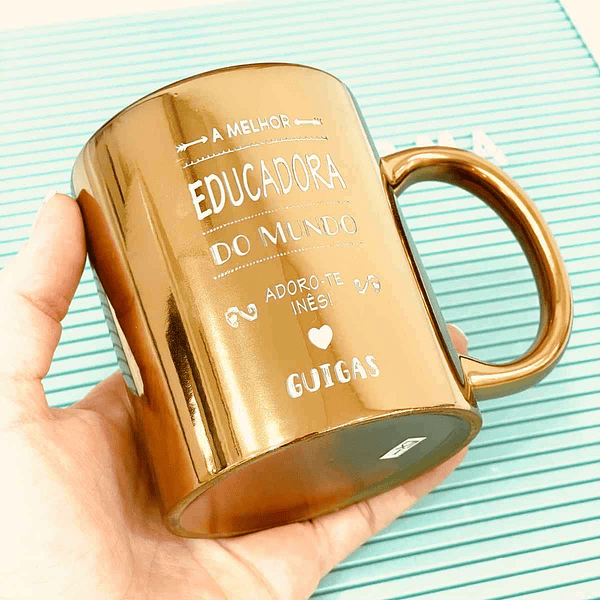 A MELHOR
EDUCADORA
DO MUNDO
ADORO-TE
INÊS!
GUIGAS